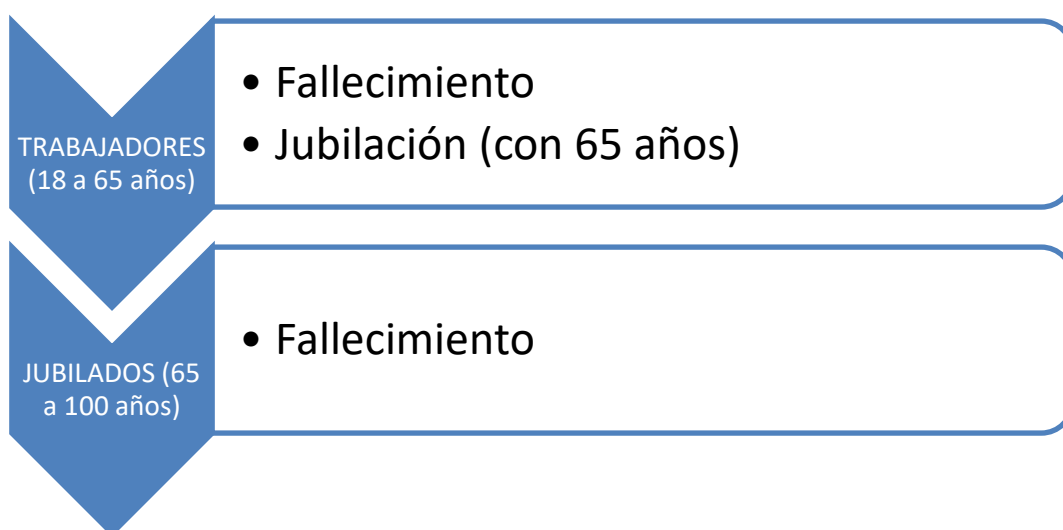 TRABAJADORES
(18 a 65 años)
• Fallecimiento
• Jubilación (con 65 años)
JUBILADOS (65
a 100 años)
• Fallecimiento